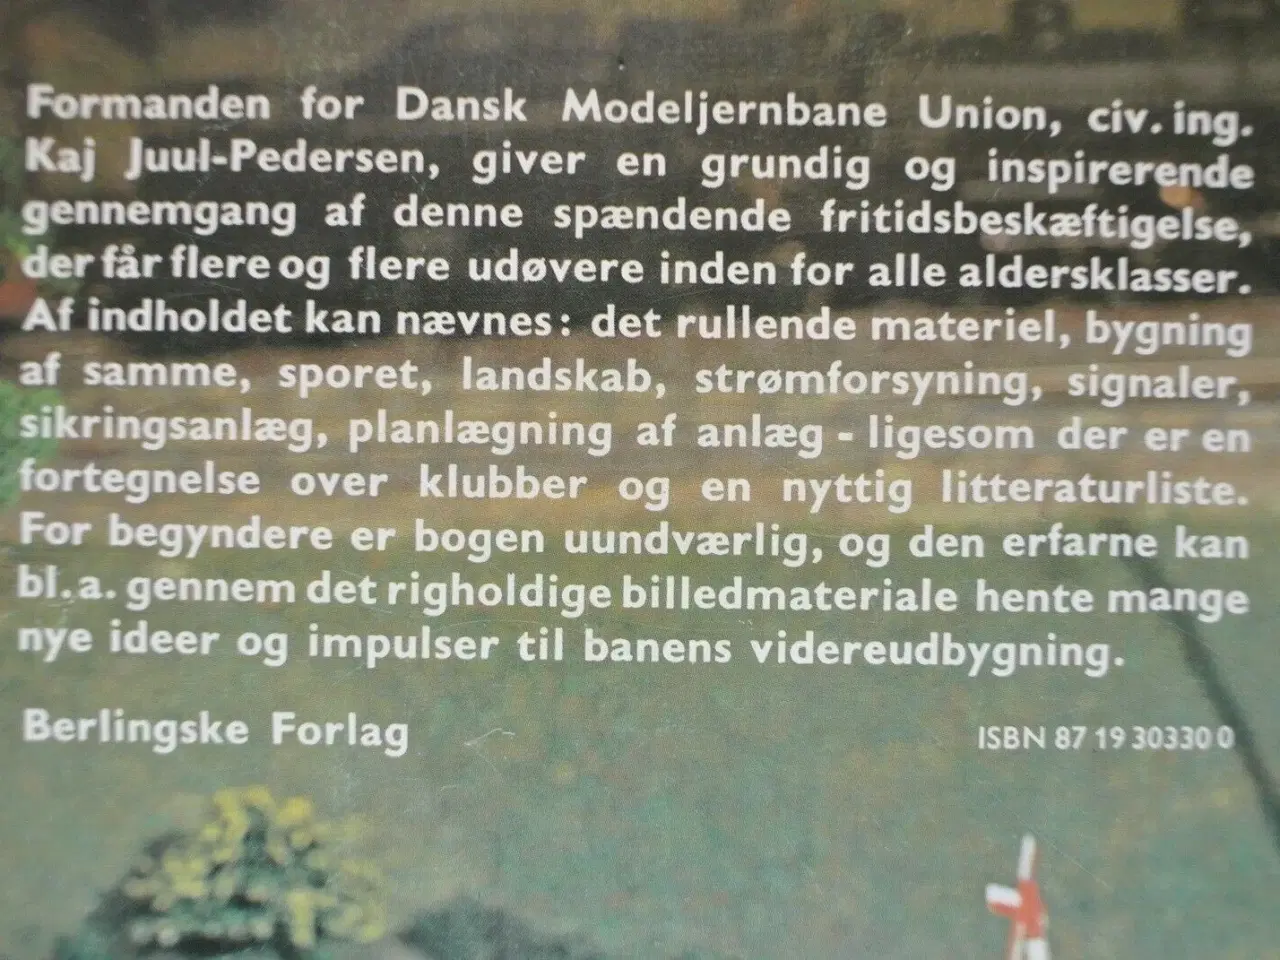 Formanden for Dansk Modeljernbane Union, civ. ing.
Kaj Juul-Pedersen, giver en grundig og inspirerende
gennemgang af denne spændende fritidsbeskæftigelse,
der får flere og flere udøvere inden for alle aldersklasser.
Af indholdet kan nævnes: det rullende materiel, bygning
af samme, sporet, landskab, strømforsyning, signaler,
sikringsanlæg, planlægning af anlæg - ligesom der er en
fortegnelse over klubber og en nyttig litteraturliste.
For begyndere er bogen uundværlig, og den erfarne kan
bl.a. gennem det righoldige billedmateriale hente mange
nye ideer og impulser til banens videreudbygning.
Berlingske Forlag
ISBN 87 19 30330 0